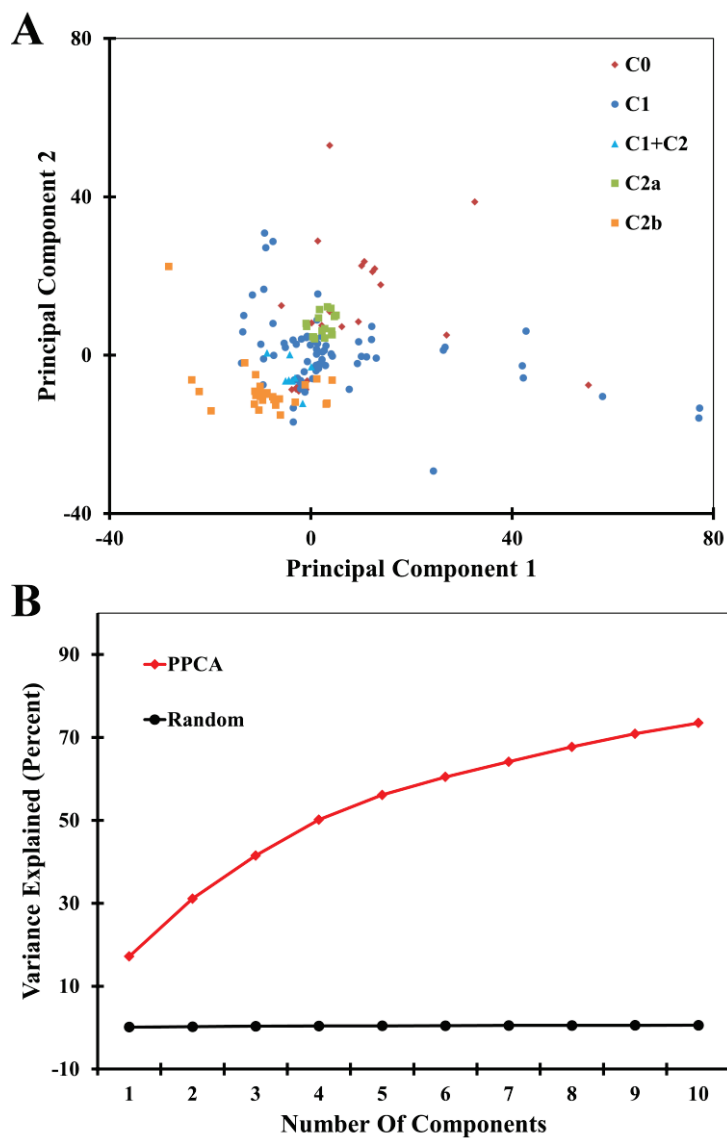 A
80
40
0
-40
Principal Component 2
C0
C1
C1+C2
C2a
C2b
-40 0 40 80
Principal Component 1
B
90
70
50
30
10
-10
Variance Explained (Percent)
PPCA
Random
1 2 3 4 5 6 7 8 9 10
Number Of Components